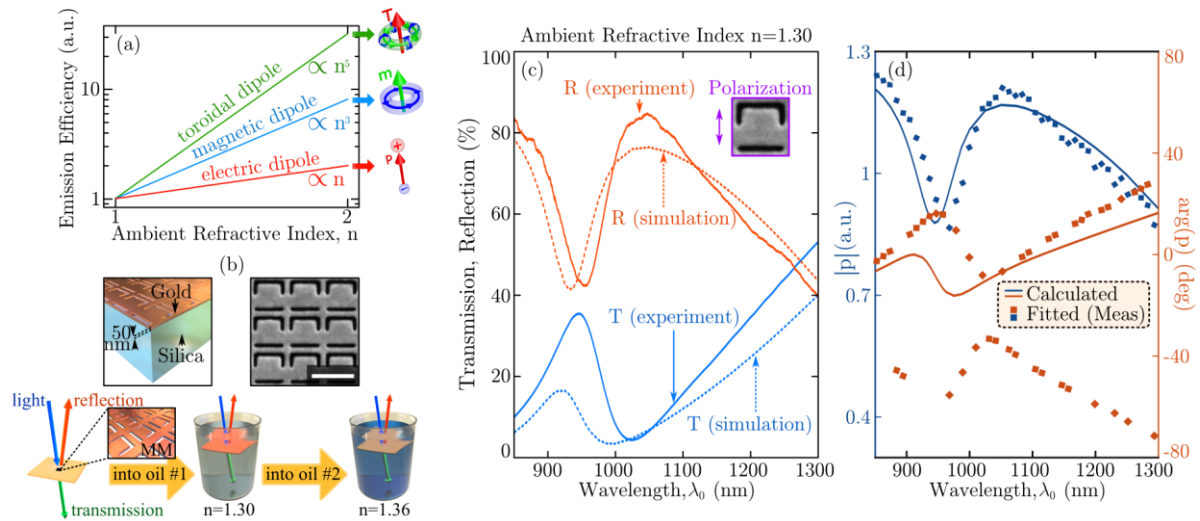 (a)
Emission Efficiency (a.u.)
10
1
1
2
Ambient Refractive Index, n
toroidal dipole
∝ n⁵
magnetic dipole
∝ n³
electric dipole
∝ n
T
m
p
+
−
(b)
Gold
50
nm
Silica
light
reflection
MM
transmission
into oil #1
n=1.30
into oil #2
n=1.36
Ambient Refractive Index n=1.30
(c)
Transmission, Reflection (%)
100
80
60
40
20
0
900
1000
1100
1200
1300
Wavelength,λ₀ (nm)
R (experiment)
Polarization
R (simulation)
T (experiment)
T (simulation)
(d)
|p|(a.u.)
1.3
1
0.7
0.4
900
1000
1100
1200
1300
Wavelength,λ₀ (nm)
80
40
0
-40
-80
arg(p) (deg)
Calculated
Fitted (Meas)